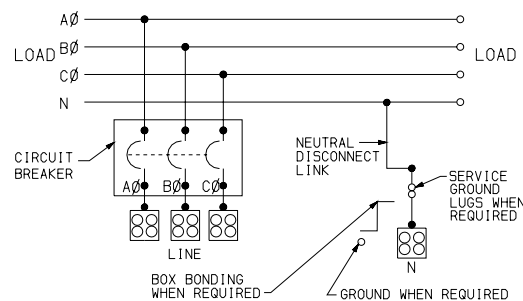 AØ
LOAD BØ LOAD
CØ
N
CIRCUIT
BREAKER
AØ BØ CØ
LINE
NEUTRAL
DISCONNECT
LINK
SERVICE
GROUND
LUGS WHEN
REQUIRED
N
BOX BONDING
WHEN REQUIRED
GROUND WHEN REQUIRED